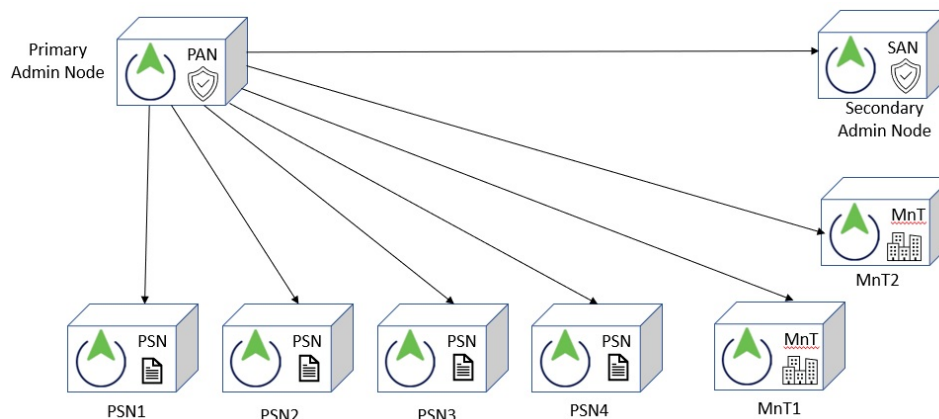 Primary
Admin Node
PAN
SAN
Secondary
Admin Node
MnT
MnT2
PSN
PSN
PSN
PSN
MnT
PSN1
PSN2
PSN3
PSN4
MnT1